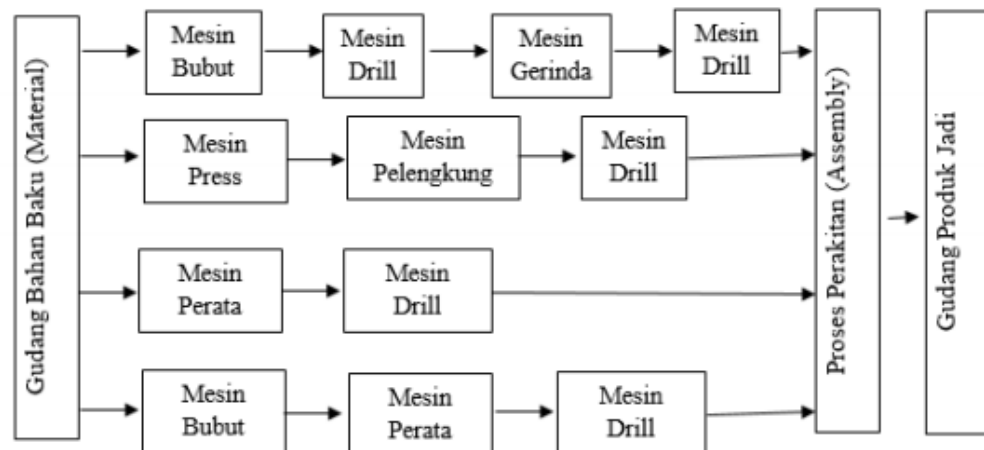 Gudang Bahan Baku (Material)
Mesin
Bubut
Mesin
Drill
Mesin
Gerinda
Mesin
Drill
Mesin
Press
Mesin
Pelengkung
Mesin
Drill
Mesin
Perata
Mesin
Drill
Mesin
Bubut
Mesin
Perata
Mesin
Drill
Proses Perakitan (Assembly)
Gudang Produk Jadi